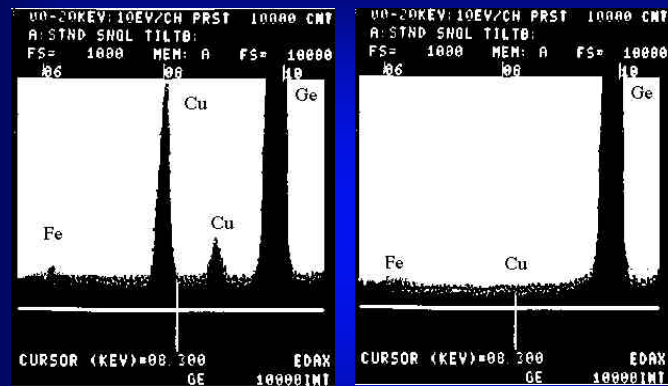 00-20KEV:10EV/CH PRST 10000 CNT
A:STND SNGL TILTB:
FS= 1000 MEM: A FS= 10000
06 08 10
Ge
Cu
Cu
Fe
CURSOR (KEV)=08.300 EDAX
GE 10000INT
00-20KEV:10EV/CH PRST 10000 CNT
A:STND SNGL TILTB:
FS= 1000 MEM: A FS= 10000
06 08 10
Ge
Fe Cu
CURSOR (KEV)=08.300 EDAX
GE 10000INT